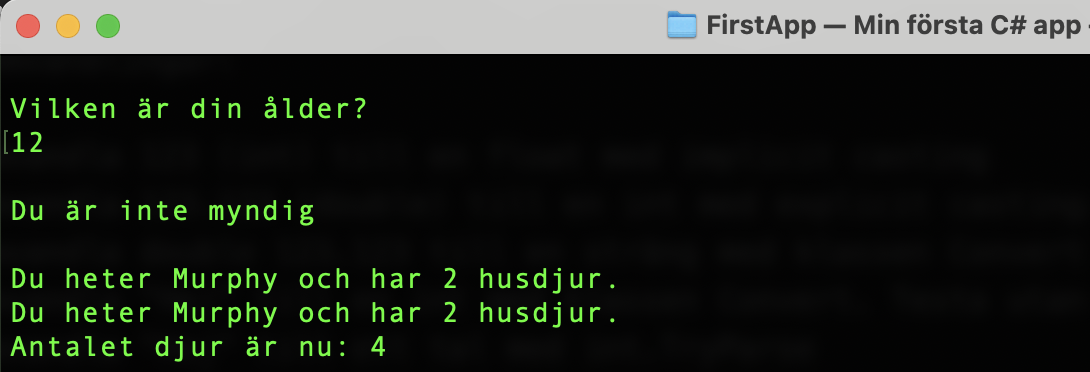 FirstApp — Min första C# app
Vilken är din ålder?
12
Du är inte myndig
Du heter Murphy och har 2 husdjur.
Du heter Murphy och har 2 husdjur.
Antalet djur är nu: 4